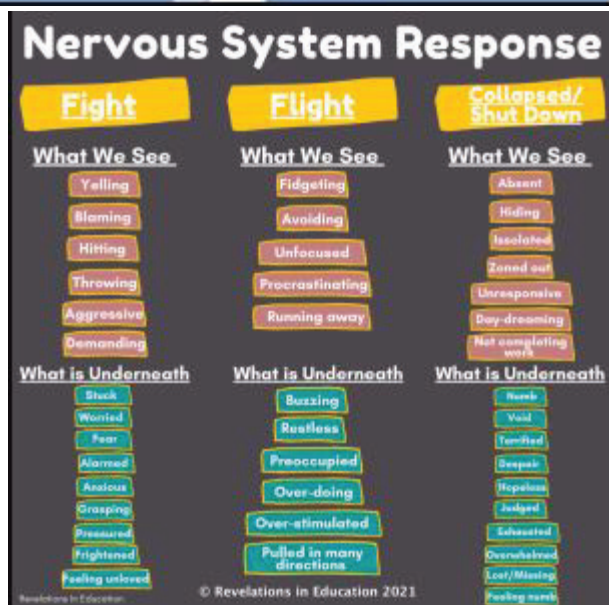 Nervous System Response
Fight
What We See
Yelling
Blaming
Hitting
Throwing
Aggressive
Demanding
What is Underneath
Stuck
Worried
Fear
Alarmed
Anxious
Grasping
Pressured
Frightened
Feeling unloved
Flight
What We See
Fidgeting
Avoiding
Unfocused
Procrastinating
Running away
What is Underneath
Buzzing
Restless
Preoccupied
Over-doing
Over-stimulated
Pulled in many
directions
Collapsed/
Shut Down
What We See
Absent
Hiding
Issolated
Zoned out
Unresponsive
Day-dreaming
Not completing
work
What is Underneath
Numb
Void
Terrified
Despair
Hopeless
Judged
Exhausted
Overwhelmed
Lost/Missing
Feeling numb
Revelations in Education
© Revelations in Education 2021